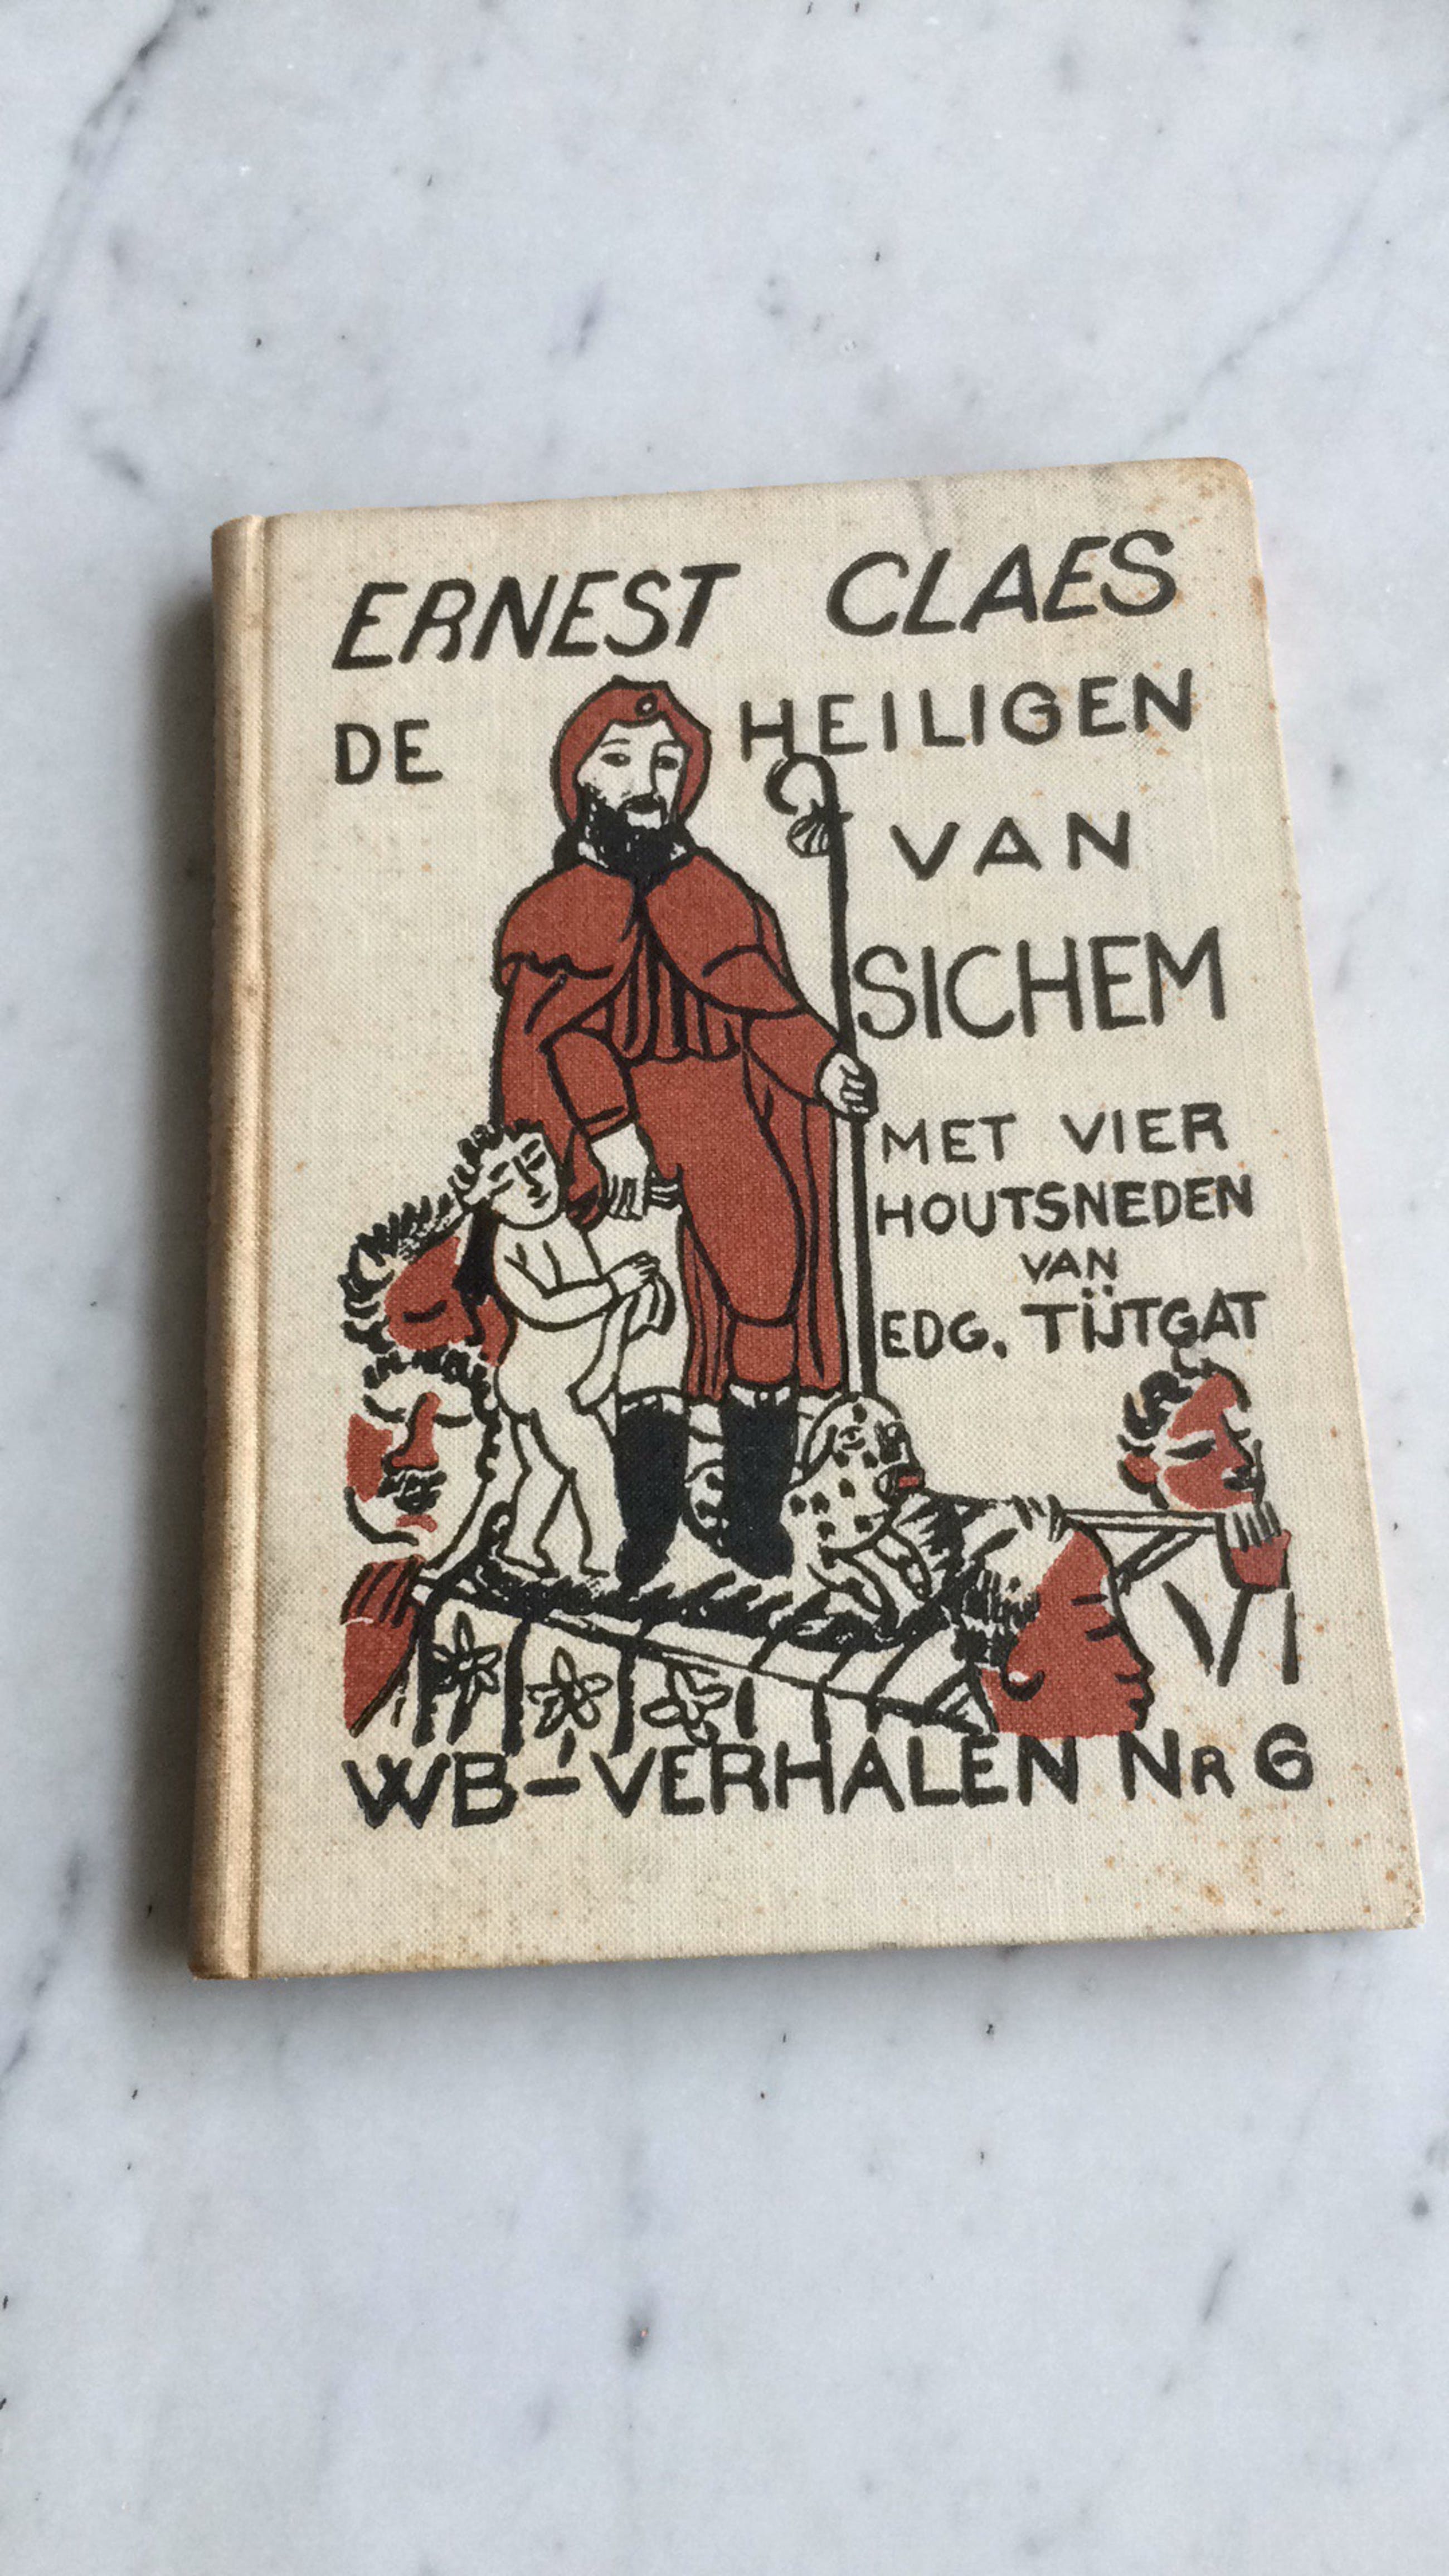 ERNEST CLAES
DE HEILIGEN
VAN
SICHEM
MET VIER
HOUTSNEDEN
VAN
EDG. TIJTGAT
WB-VERHALEN NR 6